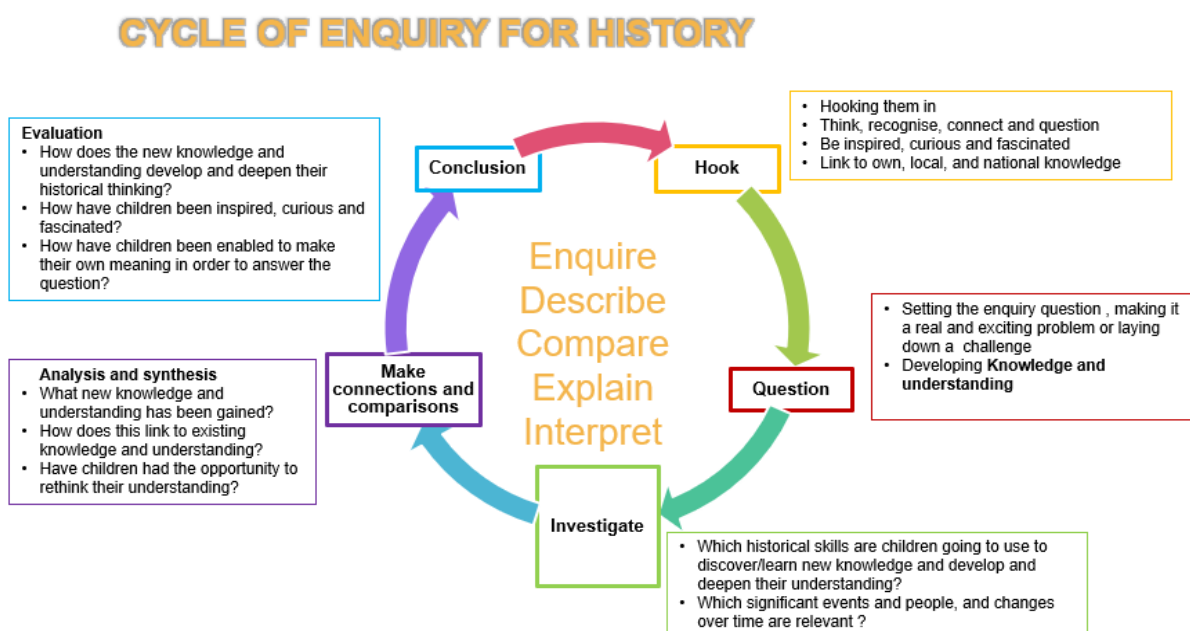 CYCLE OF ENQUIRY FOR HISTORY
Hook
• Hooking them in
• Think, recognise, connect and question
• Be inspired, curious and fascinated
• Link to own, local, and national knowledge
Question
• Setting the enquiry question , making it
a real and exciting problem or laying
down a challenge
• Developing Knowledge and
understanding
Investigate
• Which historical skills are children going to use to
discover/learn new knowledge and develop and
deepen their understanding?
• Which significant events and people, and changes
over time are relevant ?
Make
connections and
comparisons
Analysis and synthesis
• What new knowledge and
understanding has been gained?
• How does this link to existing
knowledge and understanding?
• Have children had the opportunity to
rethink their understanding?
Conclusion
Evaluation
• How does the new knowledge and
understanding develop and deepen their
historical thinking?
• How have children been inspired, curious and
fascinated?
• How have children been enabled to make
their own meaning in order to answer the
question?
Enquire
Describe
Compare
Explain
Interpret